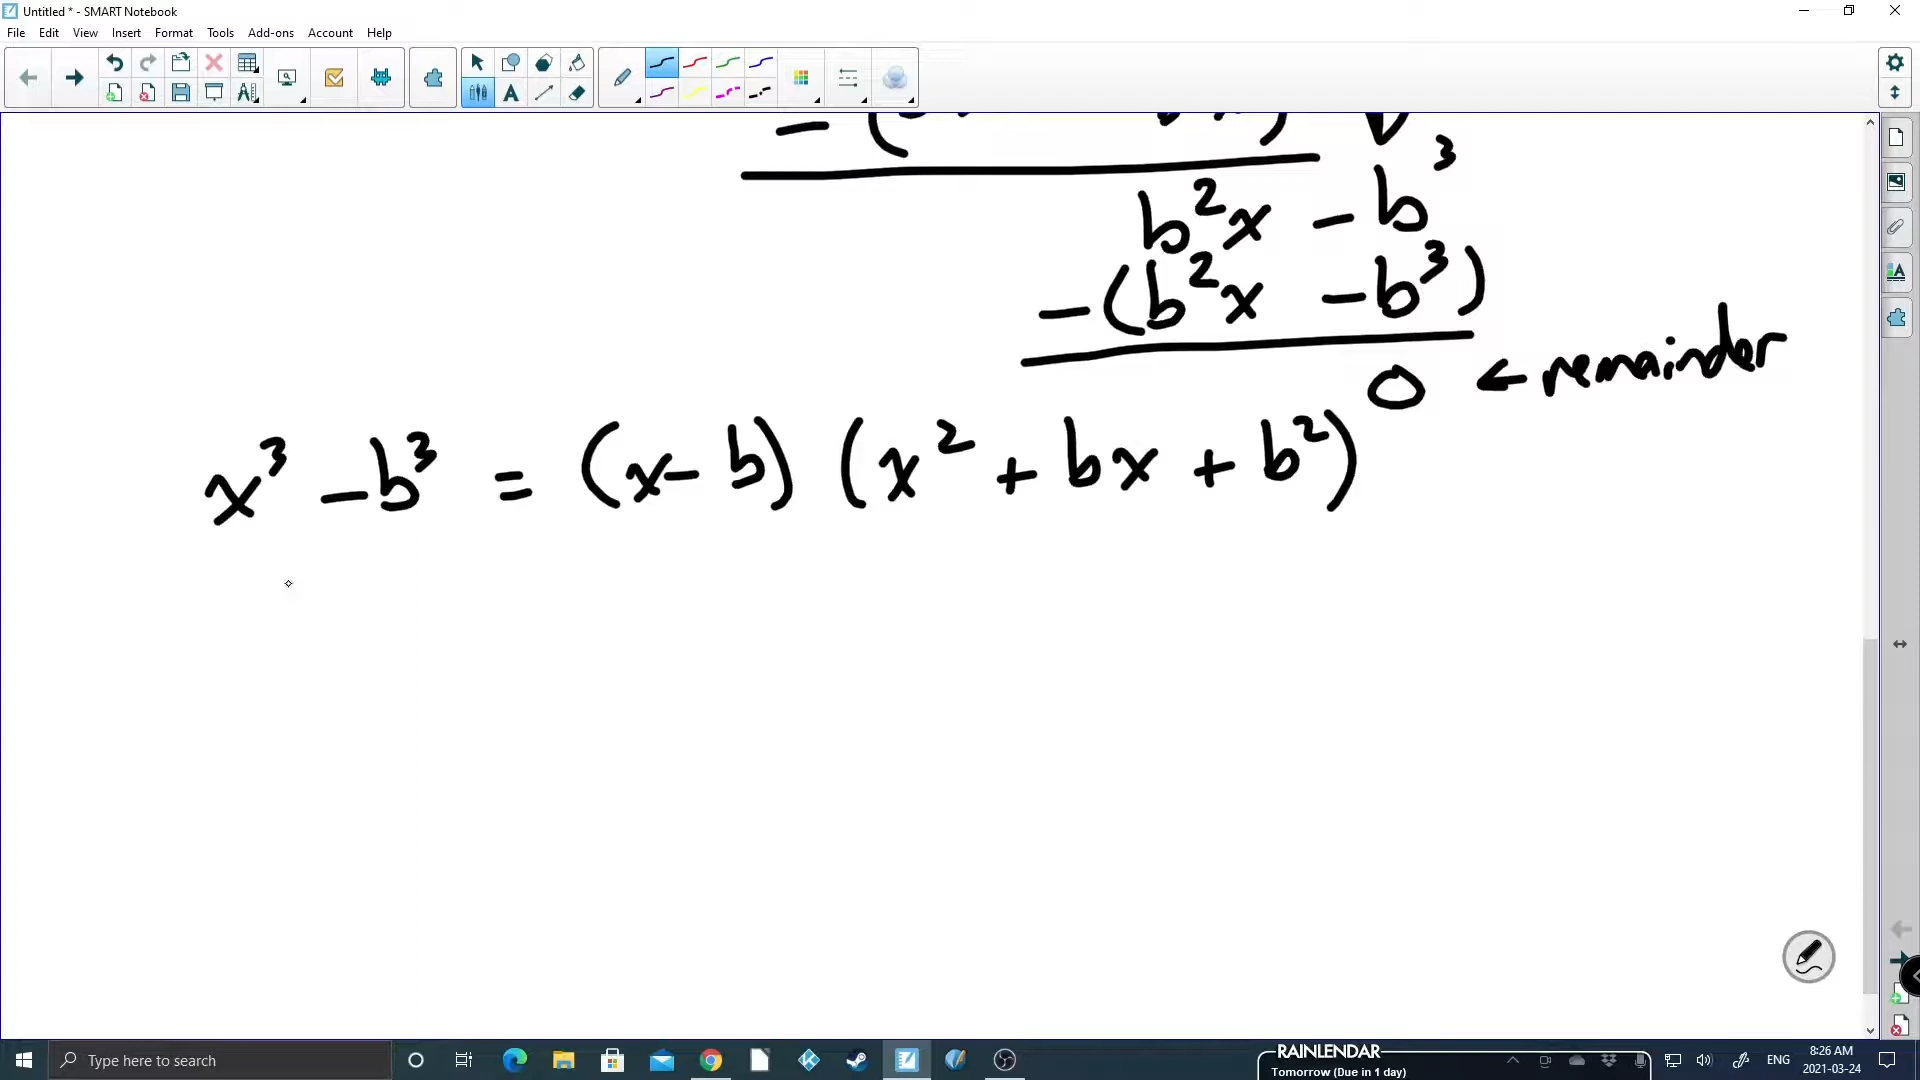 Untitled * - SMART Notebook
File Edit View Insert Format Tools Add-ons Account Help
b²x - b³
-(b²x - b³)
0 ← remainder
x³ - b³ = (x - b) (x² + bx + b²)
Type here to search
RAINLENDAR
Tomorrow (Due in 1 day)
ENG
8:26 AM
2021-03-24